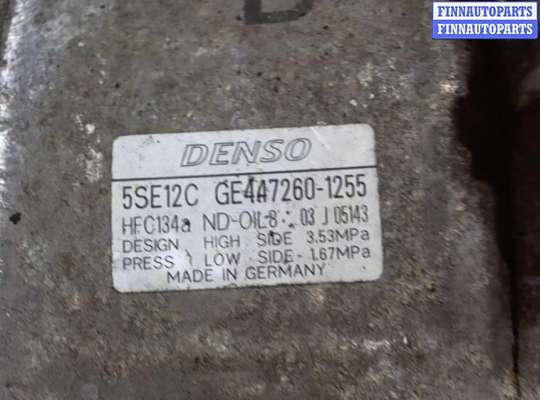 FINNAUTOPARTS
FINNAUTOPARTS
DENSO
5SE12C GE447260-1255
HFC134a ND-OIL8 03 J 05143
DESIGN HIGH SIDE 3.53MPa
PRESS LOW SIDE 1.67MPa
MADE IN GERMANY